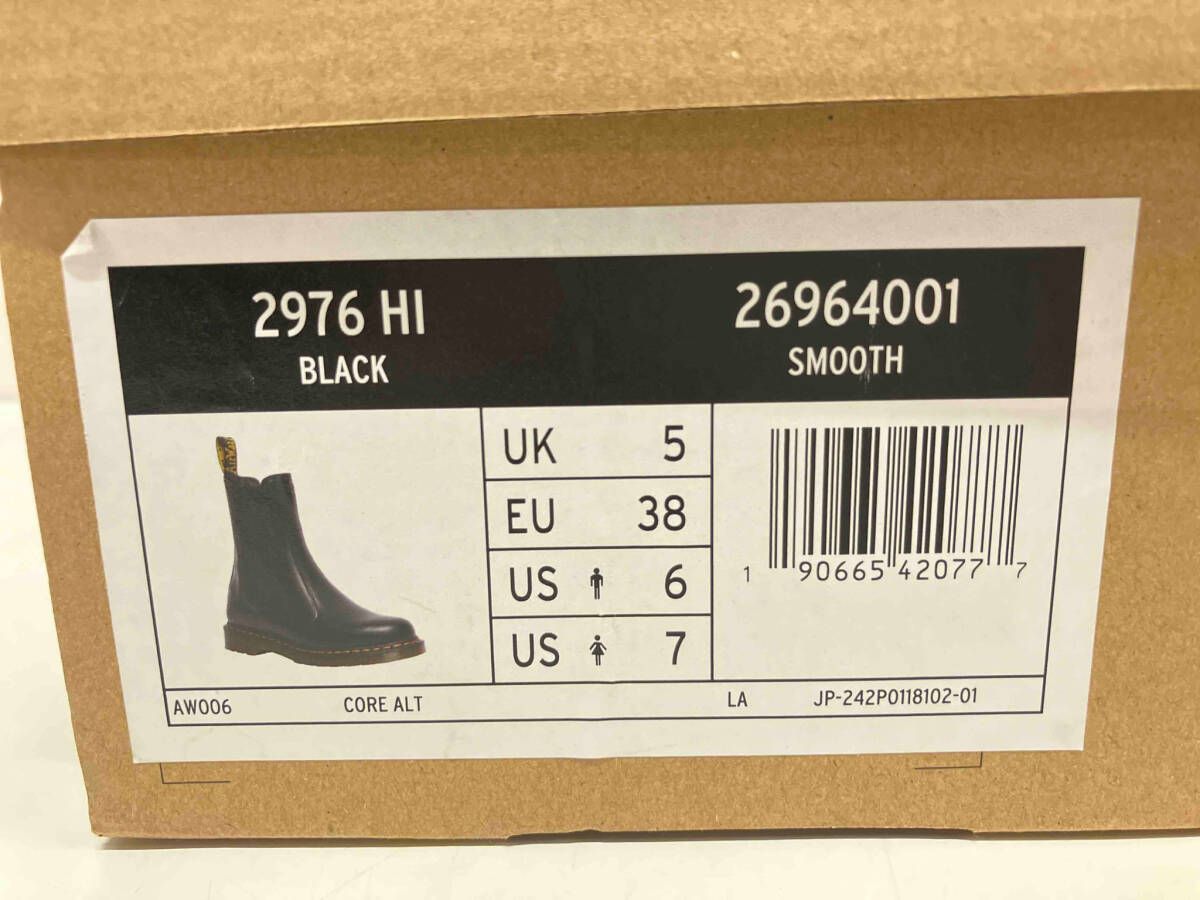 2976 HI
BLACK
26964001
SMOOTH
UK 5
EU 38
US 6
US 7
1 90665 42077 7
AW006 CORE ALT LA JP-242P0118102-01